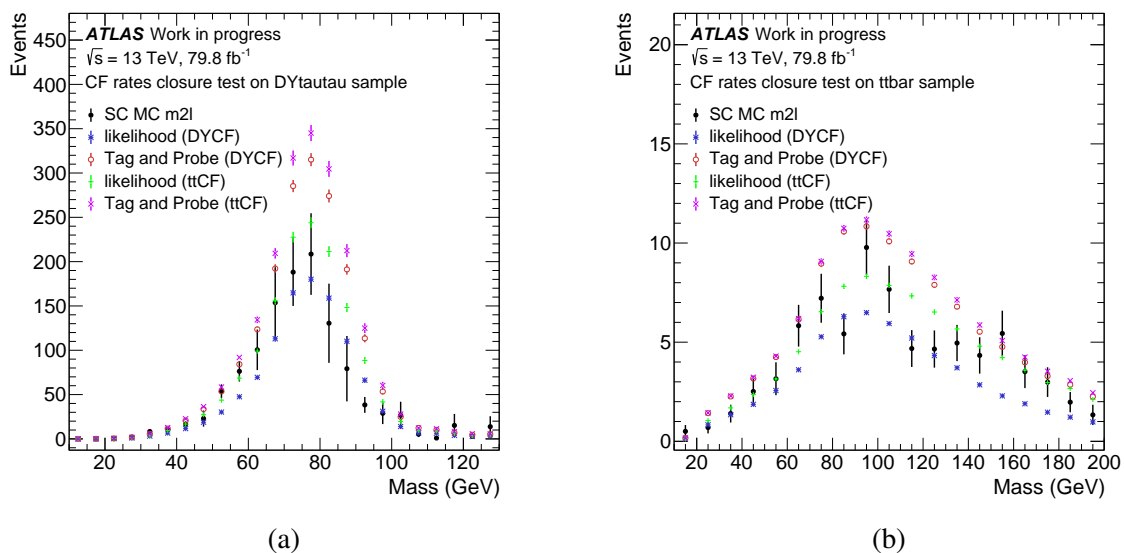 ATLAS Work in progress
√s = 13 TeV, 79.8 fb⁻¹
CF rates closure test on DYtautau sample
SC MC m2l
likelihood (DYCF)
Tag and Probe (DYCF)
likelihood (ttCF)
Tag and Probe (ttCF)
Events
450
400
350
300
250
200
150
100
50
0
20 40 60 80 100 120
Mass (GeV)
(a)
ATLAS Work in progress
√s = 13 TeV, 79.8 fb⁻¹
CF rates closure test on ttbar sample
SC MC m2l
likelihood (DYCF)
Tag and Probe (DYCF)
likelihood (ttCF)
Tag and Probe (ttCF)
Events
20
15
10
5
0
20 40 60 80 100 120 140 160 180 200
Mass (GeV)
(b)